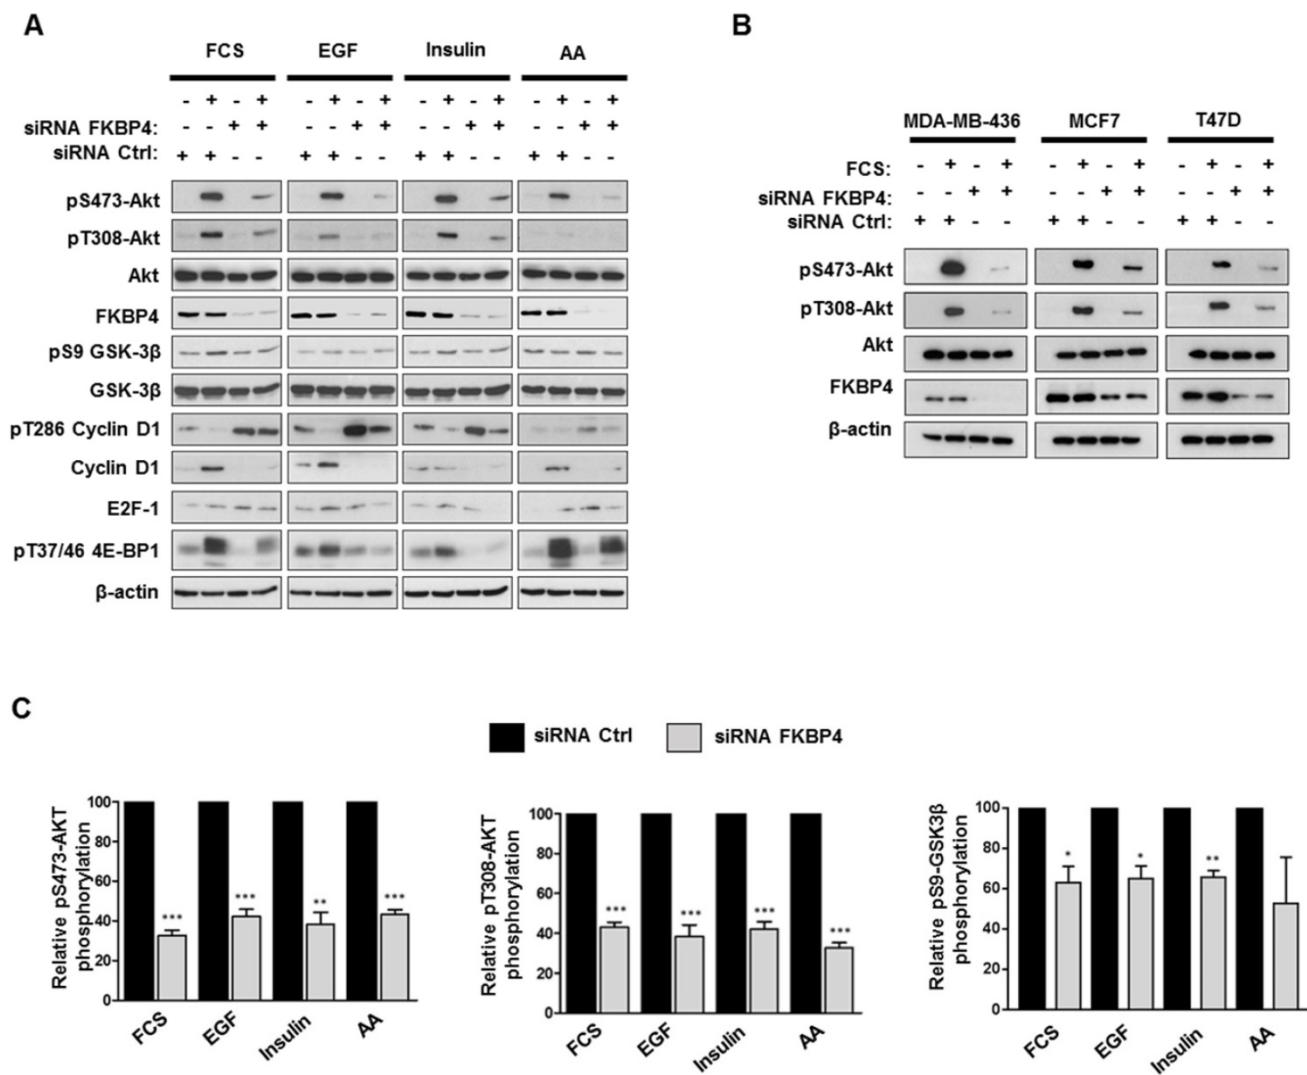 A
FCS EGF Insulin AA
- + - + - + - + - + - + - + - +
siRNA FKBP4: - - + + - - + + - - + + - - + +
siRNA Ctrl: + + - - + + - - + + - - + + - -
pS473-Akt
pT308-Akt
Akt
FKBP4
pS9 GSK-3β
GSK-3β
pT286 Cyclin D1
Cyclin D1
E2F-1
pT37/46 4E-BP1
β-actin
B
MDA-MB-436 MCF7 T47D
FCS: - + - + - + - + - + - +
siRNA FKBP4: - - + + - - + + - - + +
siRNA Ctrl: + + - - + + - - + + - -
pS473-Akt
pT308-Akt
Akt
FKBP4
β-actin
C
siRNA Ctrl siRNA FKBP4
Relative pS473-AKT
phosphorylation
100
80
60
40
20
0
*** *** ** ***
FCS EGF Insulin AA
Relative pT308-AKT
phosphorylation
100
80
60
40
20
0
*** *** *** ***
FCS EGF Insulin AA
Relative pS9-GSK3β
phosphorylation
100
80
60
40
20
0
* * **
FCS EGF Insulin AA